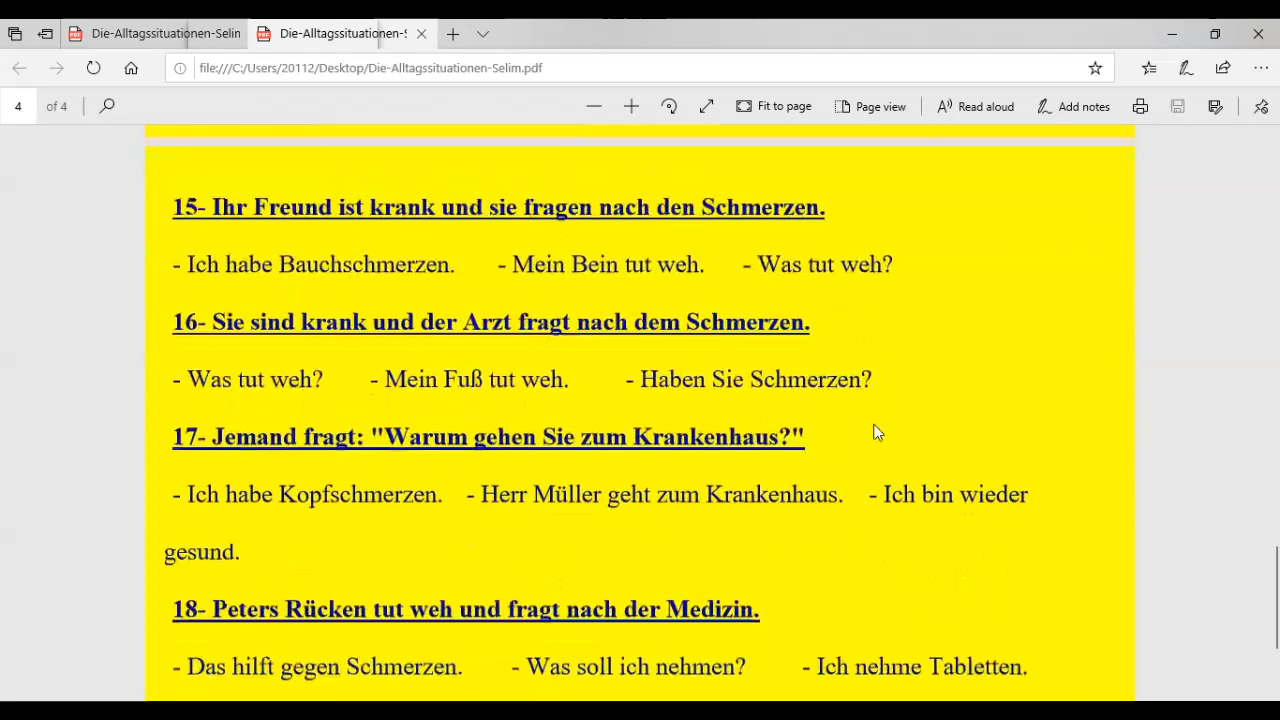 Die-Alltagssituationen-Selin
Die-Alltagssituationen-S
file:///C:/Users/20112/Desktop/Die-Alltagssituationen-Selim.pdf
4 of 4 Fit to page Page view Read aloud Add notes
15- Ihr Freund ist krank und sie fragen nach den Schmerzen.
- Ich habe Bauchschmerzen. - Mein Bein tut weh. - Was tut weh?
16- Sie sind krank und der Arzt fragt nach dem Schmerzen.
- Was tut weh? - Mein Fuß tut weh. - Haben Sie Schmerzen?
17- Jemand fragt: "Warum gehen Sie zum Krankenhaus?"
- Ich habe Kopfschmerzen. - Herr Müller geht zum Krankenhaus. - Ich bin wieder
gesund.
18- Peters Rücken tut weh und fragt nach der Medizin.
- Das hilft gegen Schmerzen. - Was soll ich nehmen? - Ich nehme Tabletten.